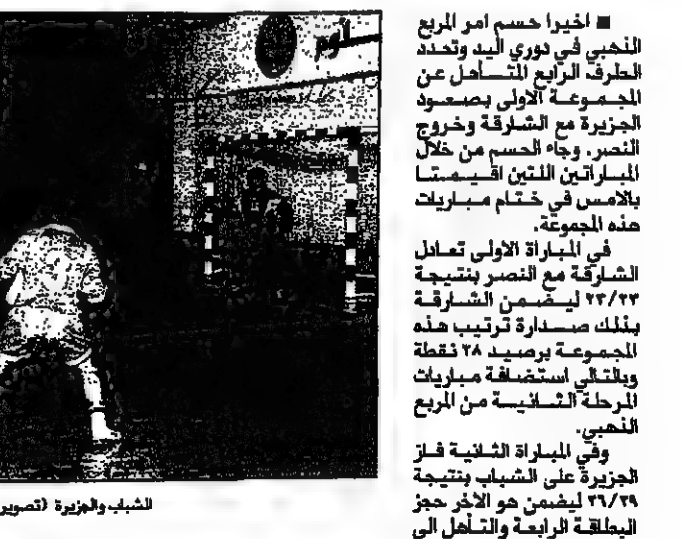 ■ اخيرا حسم امر المربع
الذهبي في دوري اليد وتحدد
الطرف الرابع المتأهل عن
المجموعة الاولى بصعود
الجزيرة مع الشارقة وخروج
النصر. وجاء الحسم من خلال
المباراتين اللتين اقيمتا
بالامس في ختام مباريات
هذه المجموعة.
في المباراة الاولى تعادل
الشارقة مع النصر بنتيجة
٢٣/٢٣ ليضمن الشارقة
بذلك صدارة ترتيب هذه
المجموعة برصيد ٣٨ نقطة
وبالتالي استضافة مباريات
المرحلة الثانية من المربع
الذهبي.
وفي المباراة الثانية فاز
الجزيرة على الشباب بنتيجة
٢٦/٢٩ ليضمن هو الآخر حجز
البطاقة الرابعة والتأهل الى
الشباب والجزيرة (تصوير